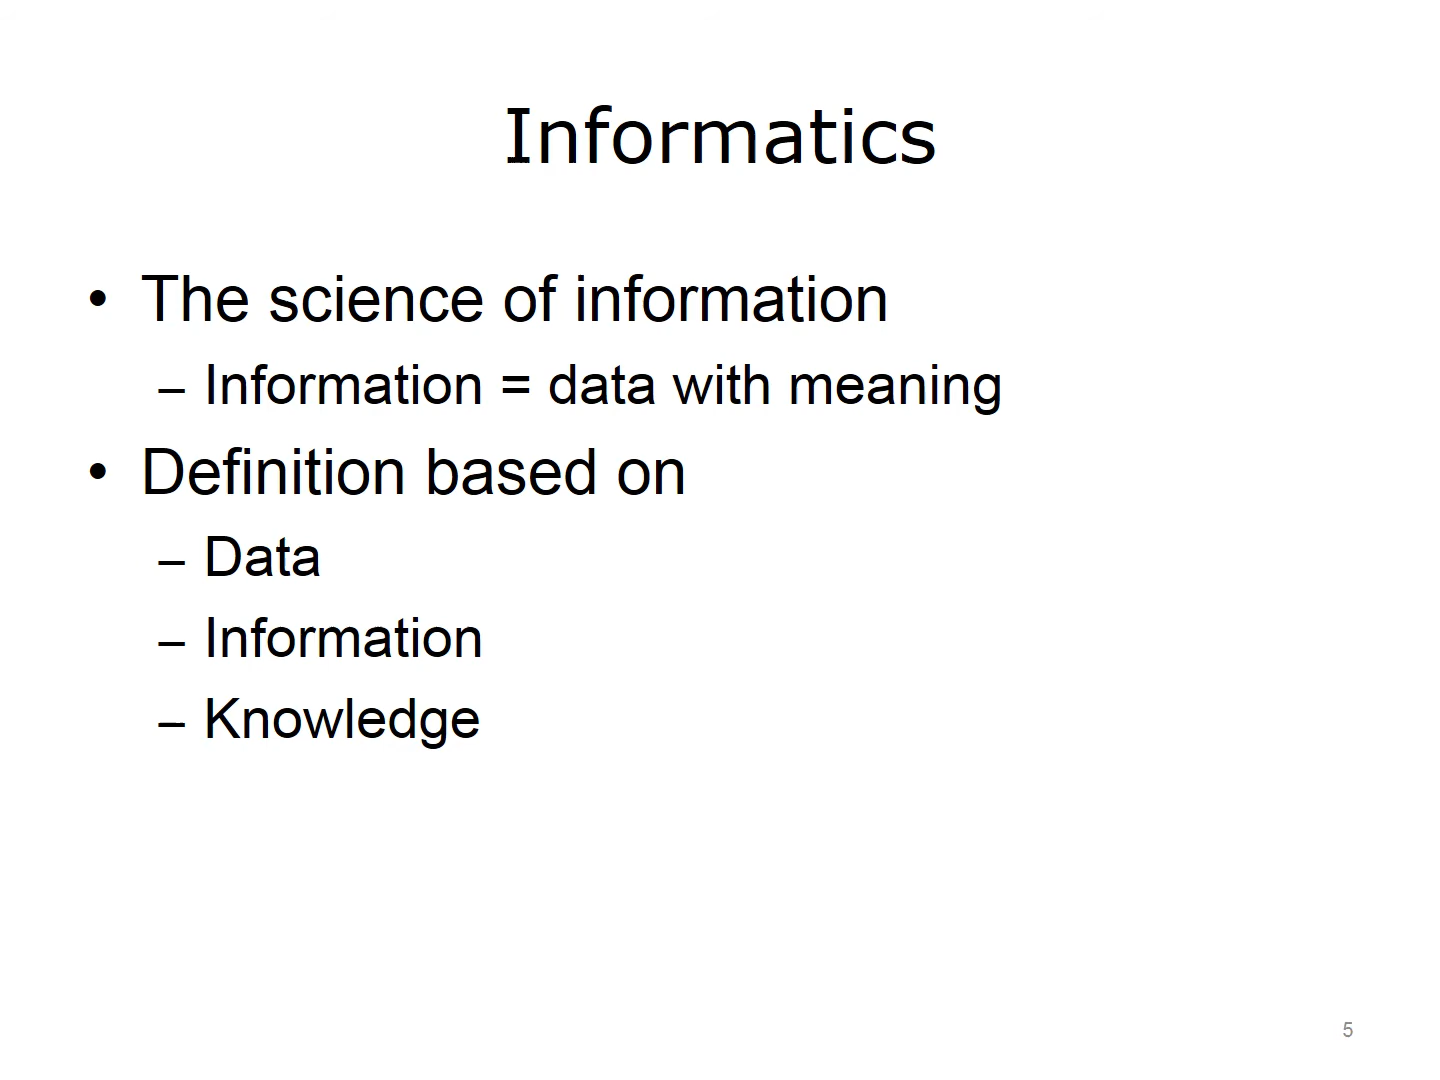 Informatics
• The science of information
– Information = data with meaning
• Definition based on
– Data
– Information
– Knowledge
5